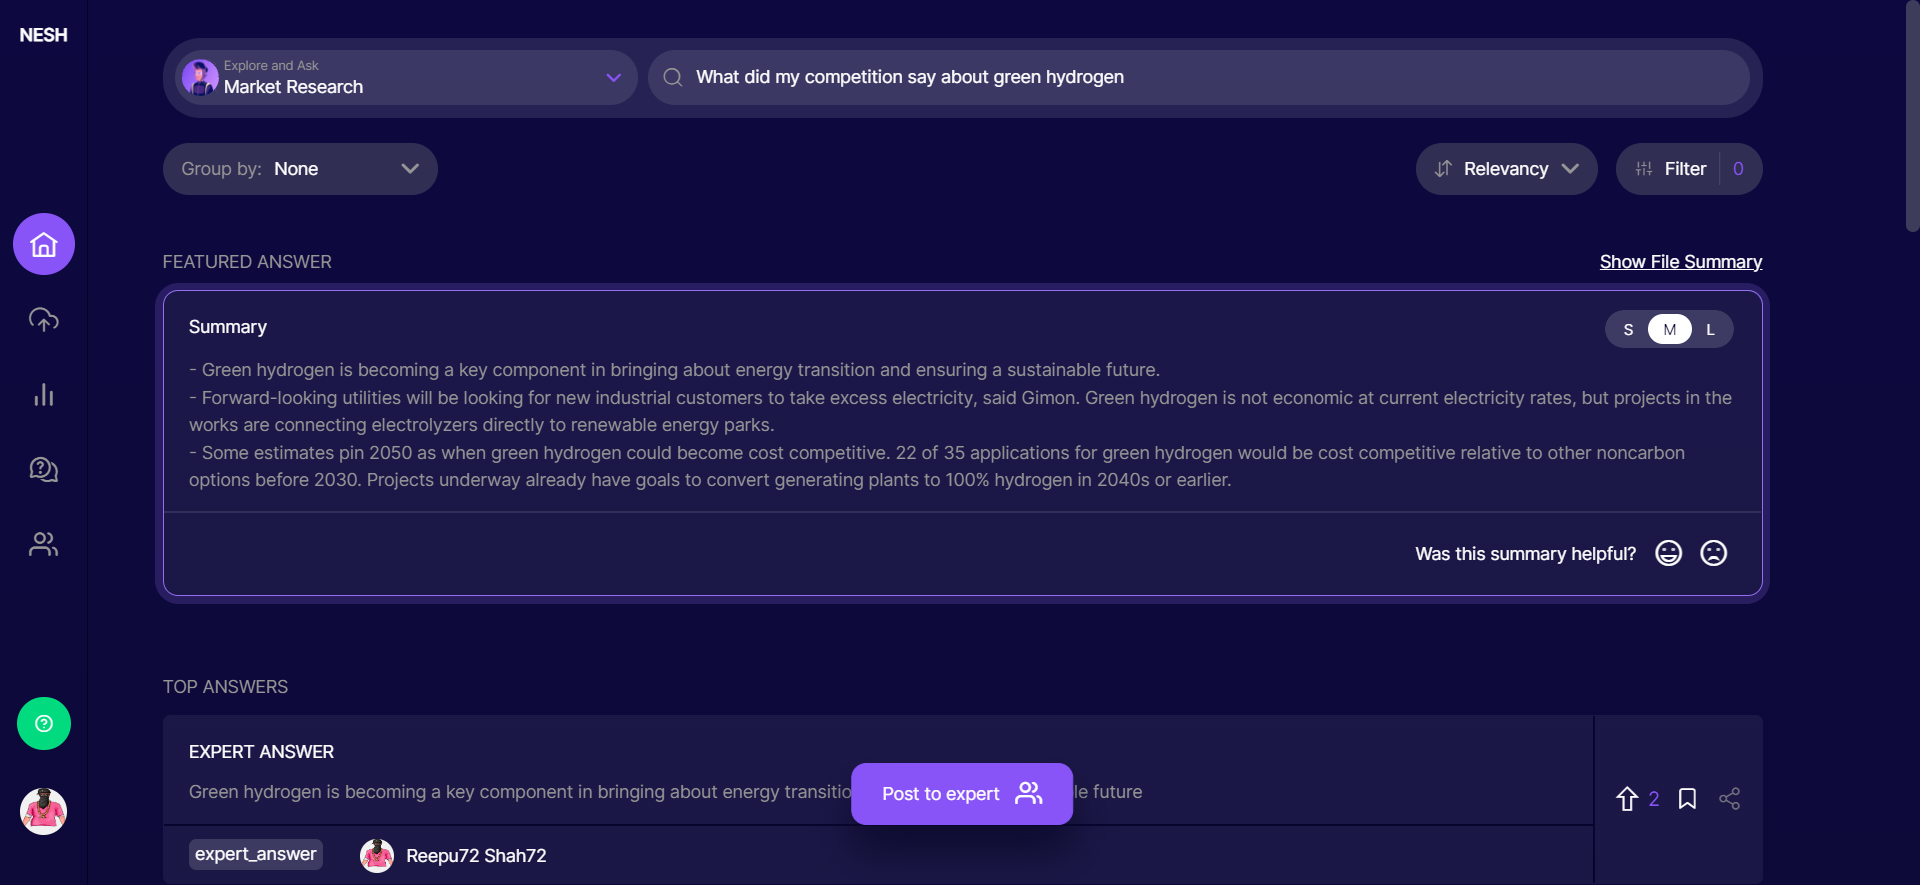 NESH
Explore and Ask
Market Research
What did my competition say about green hydrogen
Group by: None
Relevancy
Filter 0
FEATURED ANSWER
Show File Summary
Summary
S M L
- Green hydrogen is becoming a key component in bringing about energy transition and ensuring a sustainable future.
- Forward-looking utilities will be looking for new industrial customers to take excess electricity, said Gimon. Green hydrogen is not economic at current electricity rates, but projects in the
works are connecting electrolyzers directly to renewable energy parks.
- Some estimates pin 2050 as when green hydrogen could become cost competitive. 22 of 35 applications for green hydrogen would be cost competitive relative to other noncarbon
options before 2030. Projects underway already have goals to convert generating plants to 100% hydrogen in 2040s or earlier.
Was this summary helpful?
TOP ANSWERS
EXPERT ANSWER
Green hydrogen is becoming a key component in bringing about energy transitio
le future
Post to expert
2
expert_answer
Reepu72 Shah72